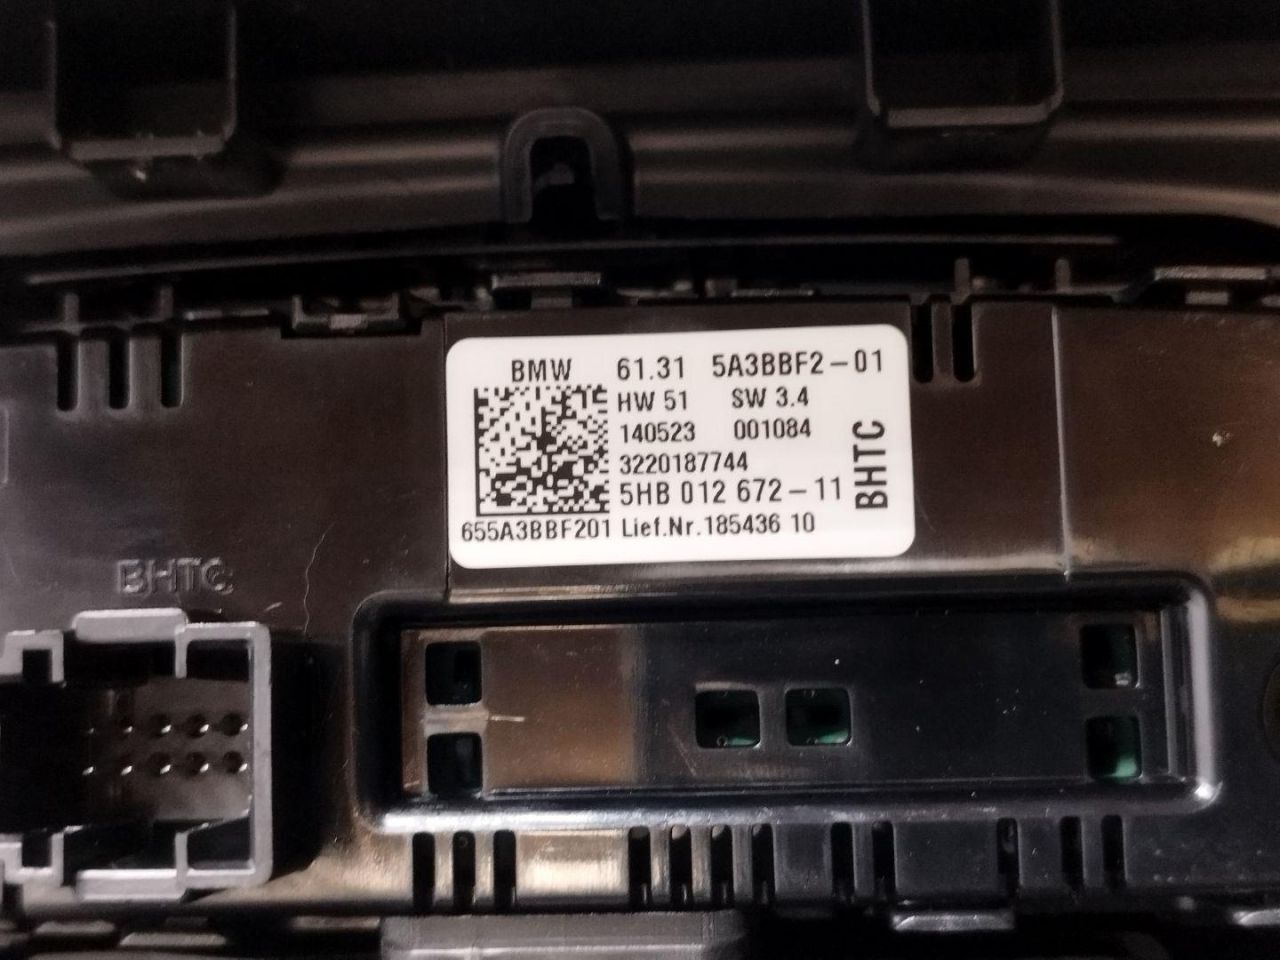 BMW 61.31 5A3BBF2-01
HW 51 SW 3.4
140523 001084
3220187744
5HB 012 672-11
655A3BBF201 Lief.Nr.185436 10
BHTC
BHTC